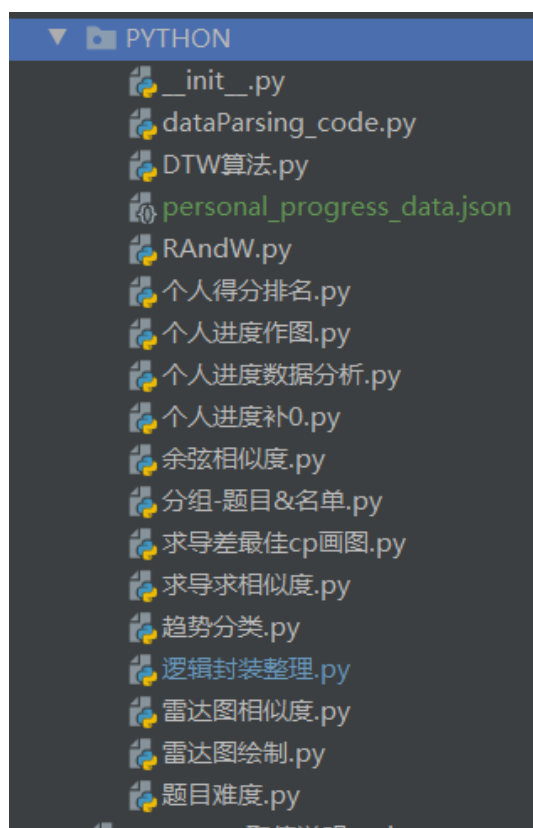 PYTHON
__init__.py
dataParsing_code.py
DTW算法.py
personal_progress_data.json
RAndW.py
个人得分排名.py
个人进度作图.py
个人进度数据分析.py
个人进度补0.py
余弦相似度.py
分组-题目&名单.py
求导差最佳cp画图.py
求导求相似度.py
趋势分类.py
逻辑封装整理.py
雷达图相似度.py
雷达图绘制.py
题目难度.py